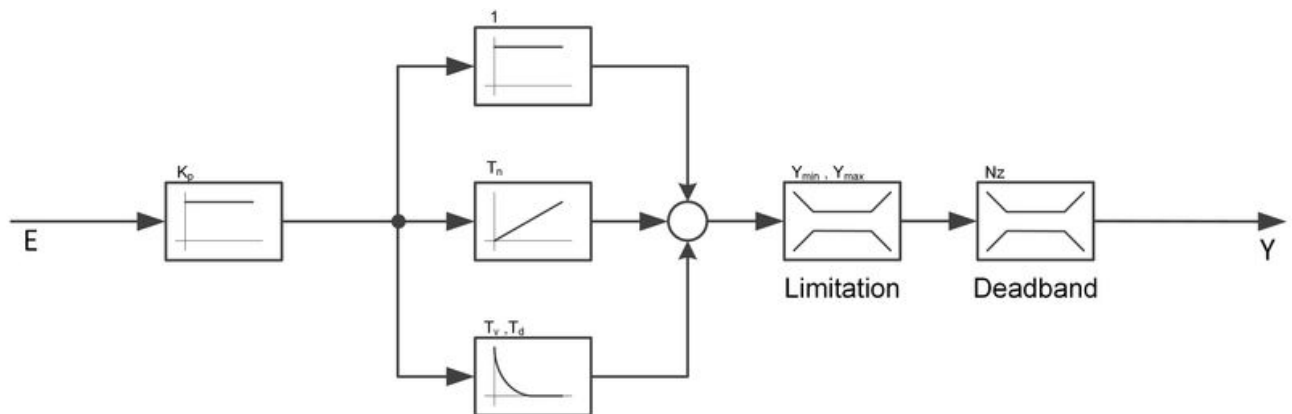 1
E
Kp
Tn
Tv ,Td
Ymin , Ymax
Limitation
Nz
Deadband
Y